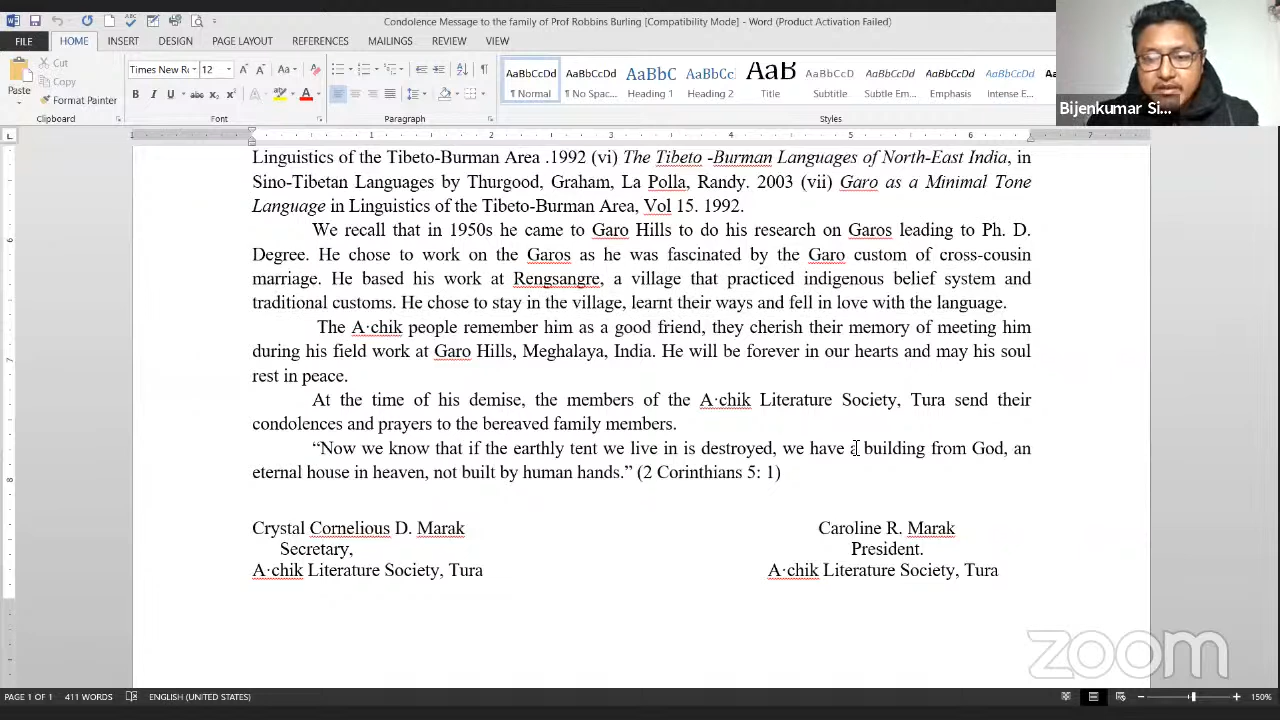 Condolence Message to the family of Prof Robbins Burling [Compatibility Mode] - Word (Product Activation Failed)
FILE HOME INSERT DESIGN PAGE LAYOUT REFERENCES MAILINGS REVIEW VIEW
Paste
Cut
Copy
Format Painter
Clipboard
Times New Ri 12
Font
Paragraph
AaBbCcDd AaBbCcDd AaBbC AaBbCc AaB AaBbCcD AaBbCcDd AaBbCcDd AaBbCcDd
¶ Normal ¶ No Spac... Heading 1 Heading 2 Title Subtitle Subtle Em... Emphasis Intense E...
Styles
Bijenkumar Si...
Linguistics of the Tibeto-Burman Area .1992 (vi) The Tibeto -Burman Languages of North-East India, in
Sino-Tibetan Languages by Thurgood, Graham, La Polla, Randy. 2003 (vii) Garo as a Minimal Tone
Language in Linguistics of the Tibeto-Burman Area, Vol 15. 1992.
We recall that in 1950s he came to Garo Hills to do his research on Garos leading to Ph. D.
Degree. He chose to work on the Garos as he was fascinated by the Garo custom of cross-cousin
marriage. He based his work at Rengsangre, a village that practiced indigenous belief system and
traditional customs. He chose to stay in the village, learnt their ways and fell in love with the language.
The A·chik people remember him as a good friend, they cherish their memory of meeting him
during his field work at Garo Hills, Meghalaya, India. He will be forever in our hearts and may his soul
rest in peace.
At the time of his demise, the members of the A·chik Literature Society, Tura send their
condolences and prayers to the bereaved family members.
“Now we know that if the earthly tent we live in is destroyed, we have a building from God, an
eternal house in heaven, not built by human hands.” (2 Corinthians 5: 1)
Crystal Cornelious D. Marak Caroline R. Marak
Secretary, President.
A·chik Literature Society, Tura A·chik Literature Society, Tura
zoom
PAGE 1 OF 1 411 WORDS ENGLISH (UNITED STATES) 150%